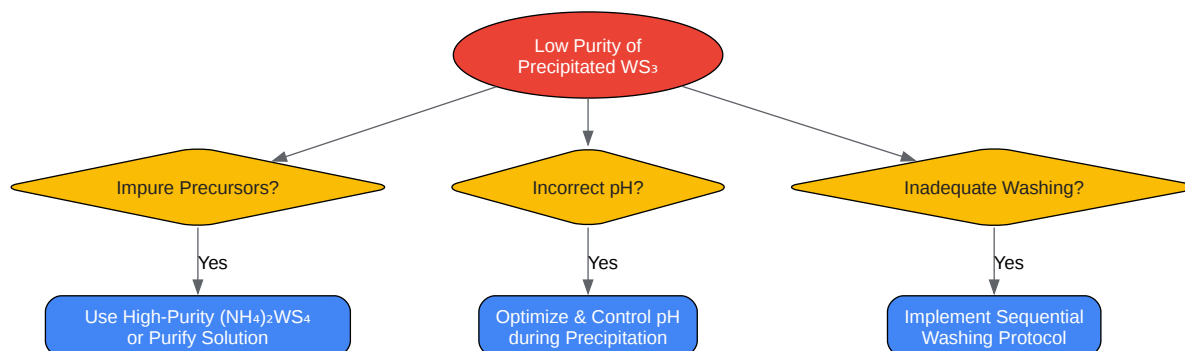 Low Purity of
Precipitated WS₃
Impure Precursors?
Incorrect pH?
Inadequate Washing?
Yes
Yes
Yes
Use High-Purity (NH₄)₂WS₄
or Purify Solution
Optimize & Control pH
during Precipitation
Implement Sequential
Washing Protocol